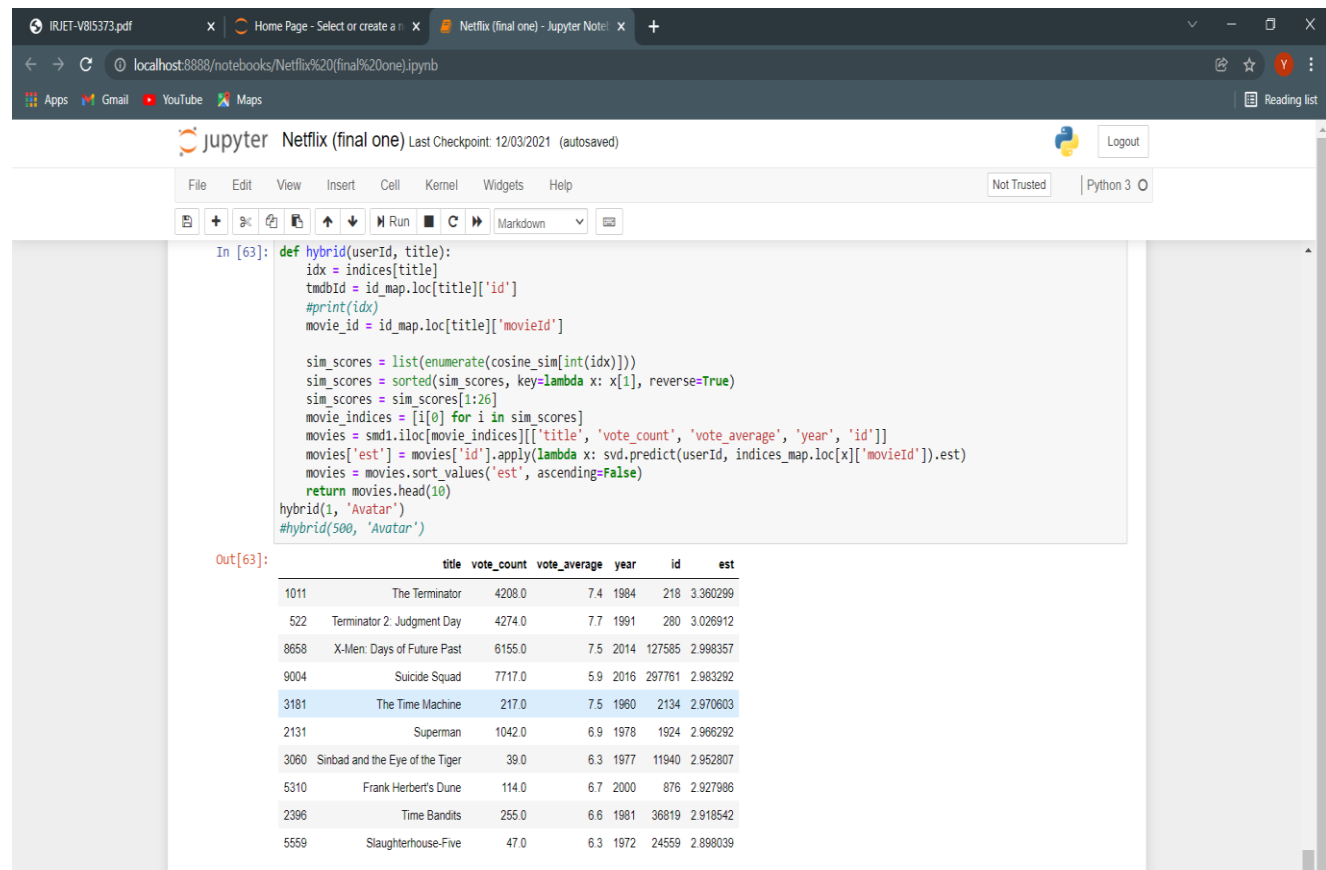 IRJET-V8I5373.pdf
Home Page - Select or create a n
Netflix (final one) - Jupyter Note
localhost:8888/notebooks/Netflix%20(final%20one).ipynb
Y
Apps Gmail YouTube Maps
Reading list
jupyter Netflix (final one) Last Checkpoint: 12/03/2021 (autosaved)
Logout
File Edit View Insert Cell Kernel Widgets Help
Not Trusted
Python 3 O
Run
Markdown
In [63]: def hybrid(userId, title):
    idx = indices[title]
    tmdbId = id_map.loc[title]['id']
    #print(idx)
    movie_id = id_map.loc[title]['movieId']
    sim_scores = list(enumerate(cosine_sim[int(idx)]))
    sim_scores = sorted(sim_scores, key=lambda x: x[1], reverse=True)
    sim_scores = sim_scores[1:26]
    movie_indices = [i[0] for i in sim_scores]
    movies = smd1.iloc[movie_indices][['title', 'vote_count', 'vote_average', 'year', 'id']]
    movies['est'] = movies['id'].apply(lambda x: svd.predict(userId, indices_map.loc[x]['movieId']).est)
    movies = movies.sort_values('est', ascending=False)
    return movies.head(10)
hybrid(1, 'Avatar')
#hybrid(500, 'Avatar')
Out[63]:
title vote_count vote_average year id est
1011 The Terminator 4208.0 7.4 1984 218 3.360299
522 Terminator 2: Judgment Day 4274.0 7.7 1991 280 3.026912
8658 X-Men: Days of Future Past 6155.0 7.5 2014 127585 2.998357
9004 Suicide Squad 7717.0 5.9 2016 297761 2.983292
3181 The Time Machine 217.0 7.5 1960 2134 2.970603
2131 Superman 1042.0 6.9 1978 1924 2.966292
3060 Sinbad and the Eye of the Tiger 39.0 6.3 1977 11940 2.952807
5310 Frank Herbert's Dune 114.0 6.7 2000 876 2.927986
2396 Time Bandits 255.0 6.6 1981 36819 2.918542
5559 Slaughterhouse-Five 47.0 6.3 1972 24559 2.898039